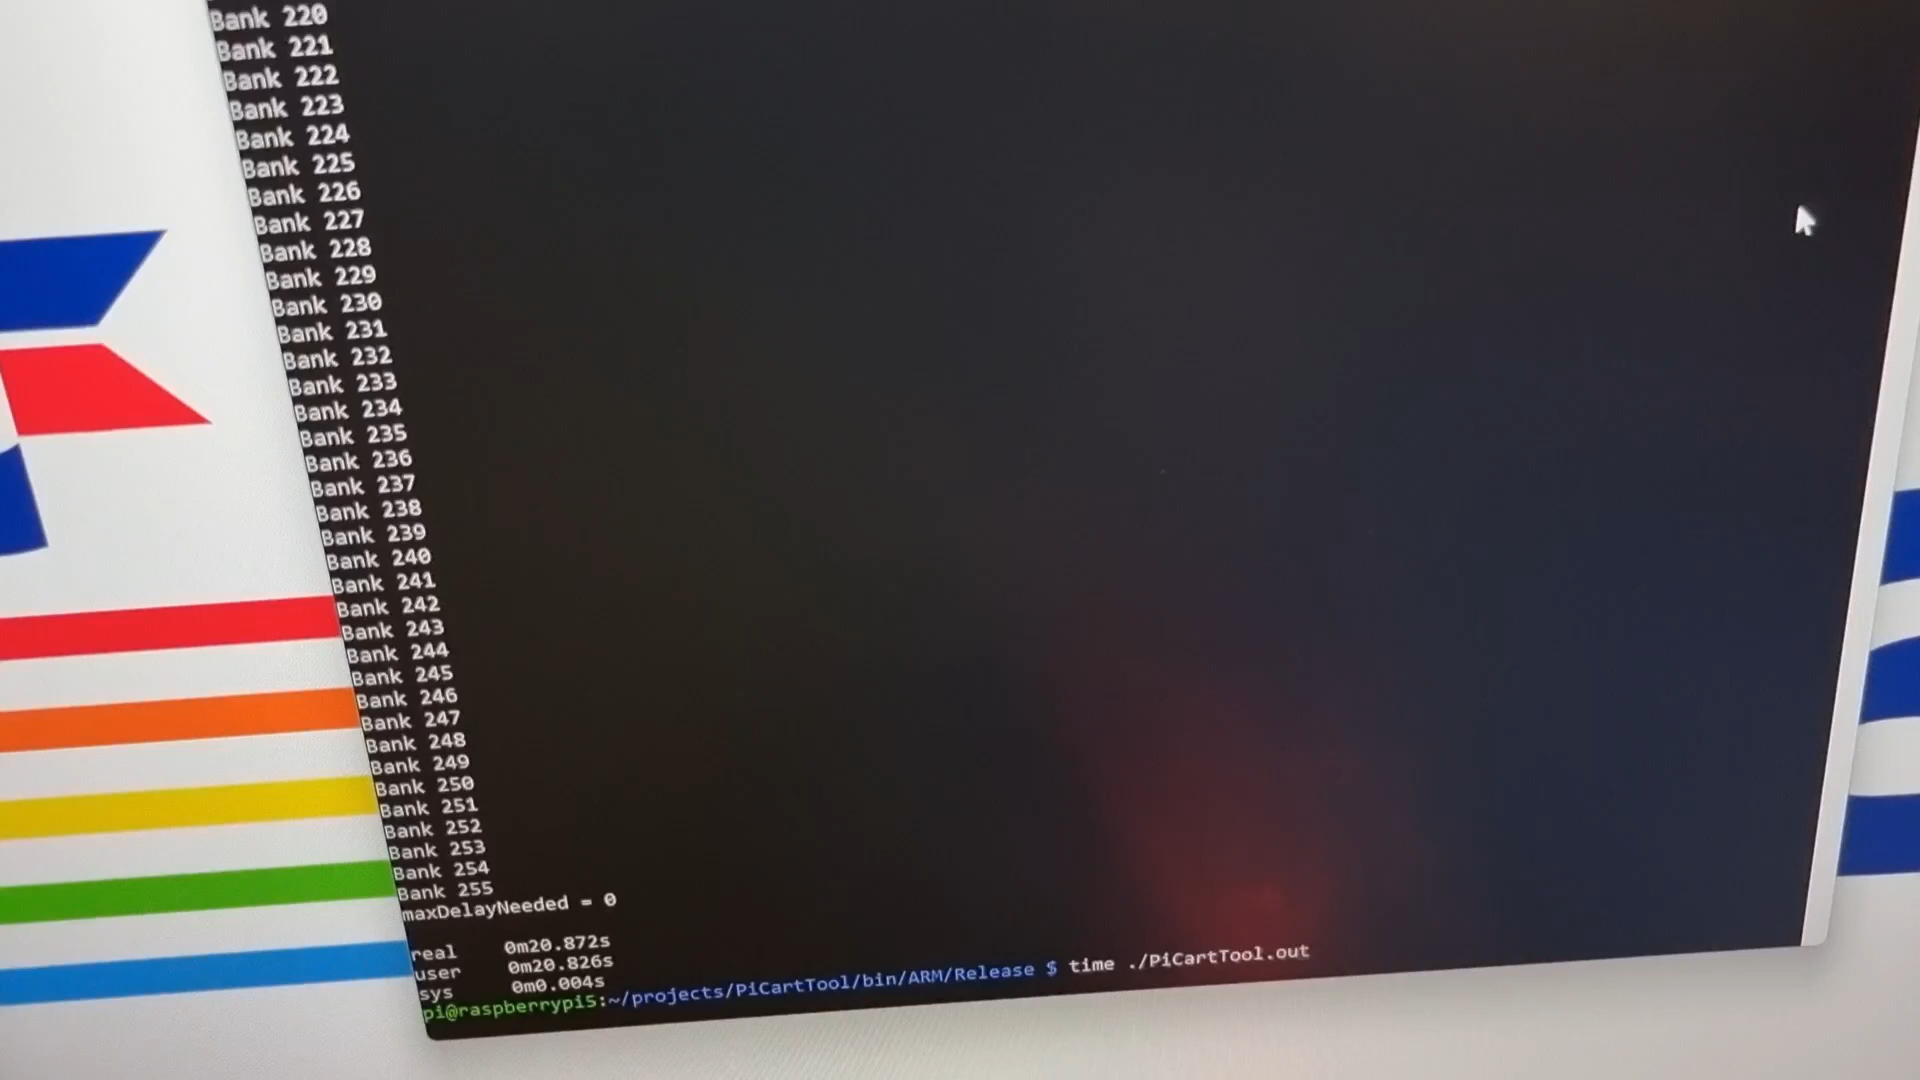 Bank 220
Bank 221
Bank 222
Bank 223
Bank 224
Bank 225
Bank 226
Bank 227
Bank 228
Bank 229
Bank 230
Bank 231
Bank 232
Bank 233
Bank 234
Bank 235
Bank 236
Bank 237
Bank 238
Bank 239
Bank 240
Bank 241
Bank 242
Bank 243
Bank 244
Bank 245
Bank 246
Bank 247
Bank 248
Bank 249
Bank 250
Bank 251
Bank 252
Bank 253
Bank 254
Bank 255
maxDelayNeeded = 0
real 0m20.872s
user 0m20.826s
sys 0m0.004s
pi@raspberrypi5:~/projects/PiCartTool/bin/ARM/Release $ time ./PiCartTool.out